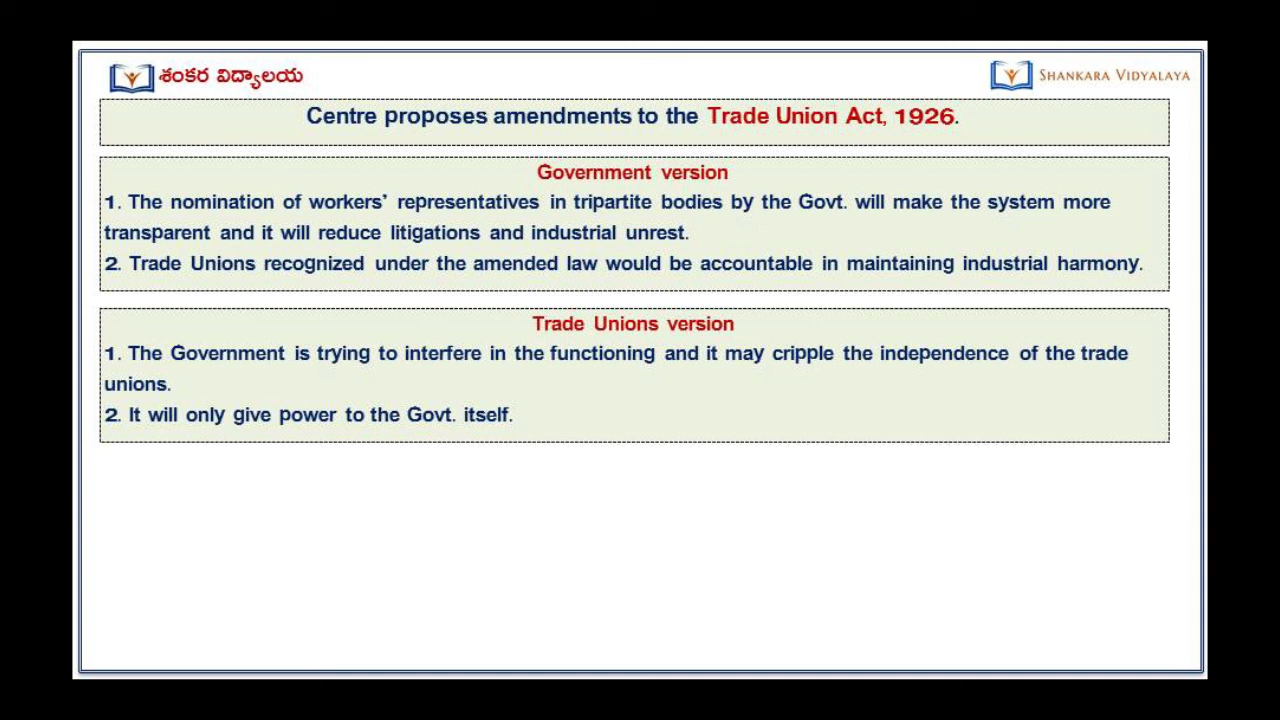 శంకర విద్యాలయ
SHANKARA VIDYALAYA
Centre proposes amendments to the Trade Union Act, 1926.
Government version
1. The nomination of workers' representatives in tripartite bodies by the Govt. will make the system more
transparent and it will reduce litigations and industrial unrest.
2. Trade Unions recognized under the amended law would be accountable in maintaining industrial harmony.
Trade Unions version
1. The Government is trying to interfere in the functioning and it may cripple the independence of the trade
unions.
2. It will only give power to the Govt. itself.